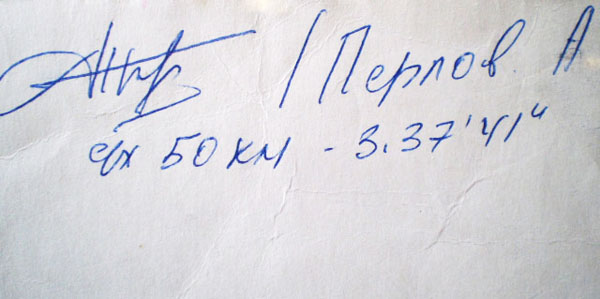 / Перлов. А
с/х 50 км - 3.37'41"